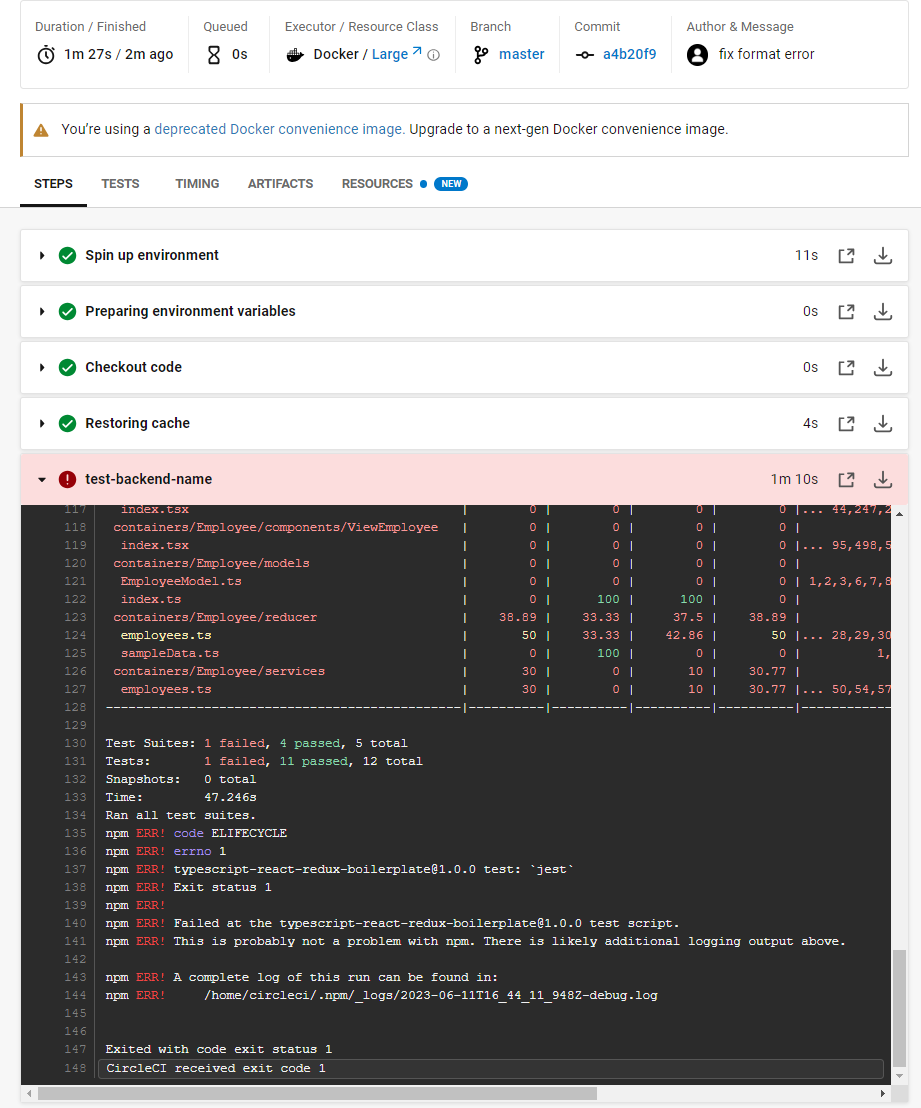 Duration / Finished Queued Executor / Resource Class Branch Commit Author & Message
1m 27s / 2m ago 0s Docker / Large master a4b20f9 fix format error
You're using a deprecated Docker convenience image. Upgrade to a next-gen Docker convenience image.
STEPS TESTS TIMING ARTIFACTS RESOURCES NEW
Spin up environment 11s
Preparing environment variables 0s
Checkout code 0s
Restoring cache 4s
test-backend-name 1m 10s
117 index.tsx | 0 | 0 | 0 | 0 |... 44,247,2
118 containers/Employee/components/ViewEmployee | 0 | 0 | 0 | 0 |
119 index.tsx | 0 | 0 | 0 | 0 |... 95,498,5
120 containers/Employee/models | 0 | 0 | 0 | 0 |
121 EmployeeModel.ts | 0 | 0 | 0 | 0 | 1,2,3,6,7,8
122 index.ts | 0 | 100 | 100 | 0 |
123 containers/Employee/reducer | 38.89 | 33.33 | 37.5 | 38.89 |
124 employees.ts | 50 | 33.33 | 42.86 | 50 |... 28,29,30
125 sampleData.ts | 0 | 100 | 0 | 0 | 1,
126 containers/Employee/services | 30 | 0 | 10 | 30.77 |
127 employees.ts | 30 | 0 | 10 | 30.77 |... 50,54,57
128 -----------------------------------------------|----------|----------|----------|----------|------------
129
130 Test Suites: 1 failed, 4 passed, 5 total
131 Tests: 1 failed, 11 passed, 12 total
132 Snapshots: 0 total
133 Time: 47.246s
134 Ran all test suites.
135 npm ERR! code ELIFECYCLE
136 npm ERR! errno 1
137 npm ERR! typescript-react-redux-boilerplate@1.0.0 test: `jest`
138 npm ERR! Exit status 1
139 npm ERR!
140 npm ERR! Failed at the typescript-react-redux-boilerplate@1.0.0 test script.
141 npm ERR! This is probably not a problem with npm. There is likely additional logging output above.
142
143 npm ERR! A complete log of this run can be found in:
144 npm ERR! /home/circleci/.npm/_logs/2023-06-11T16_44_11_948Z-debug.log
145
146
147 Exited with code exit status 1
148 CircleCI received exit code 1